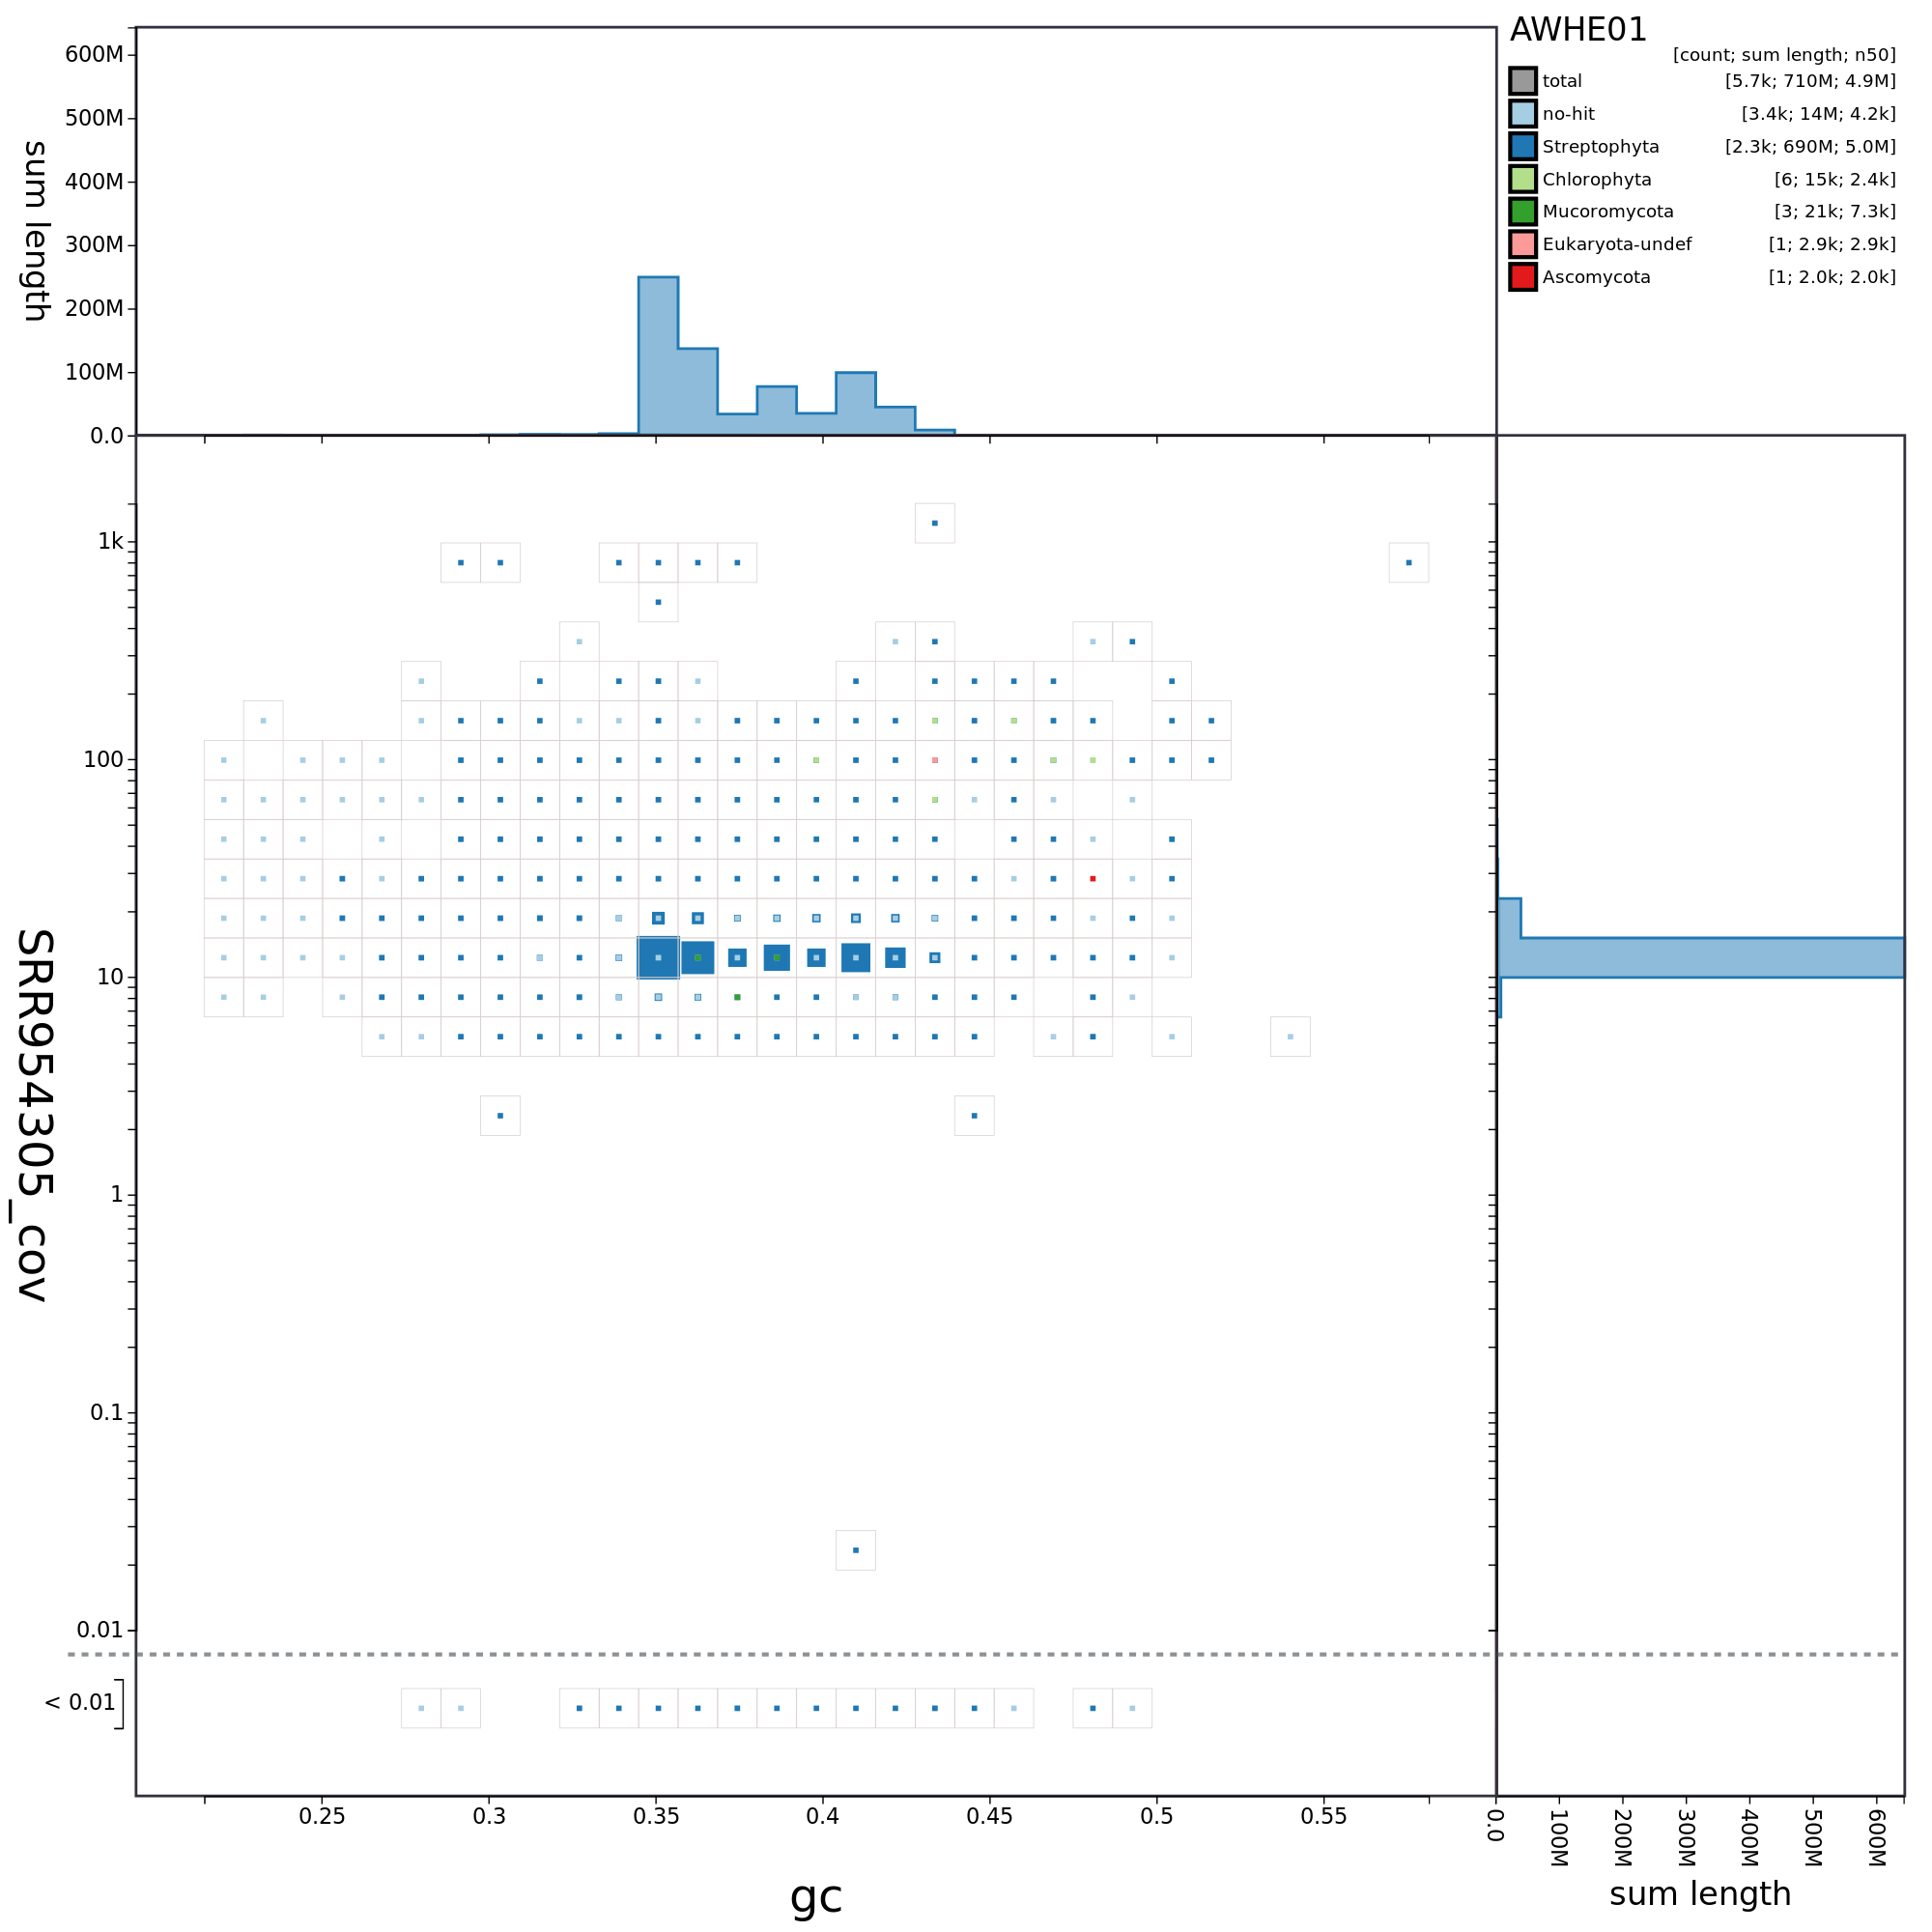 AWHE01
[count; sum length; n50]
total [5.7k; 710M; 4.9M]
no-hit [3.4k; 14M; 4.2k]
Streptophyta [2.3k; 690M; 5.0M]
Chlorophyta [6; 15k; 2.4k]
Mucoromycota [3; 21k; 7.3k]
Eukaryota-undef [1; 2.9k; 2.9k]
Ascomycota [1; 2.0k; 2.0k]
sum length
600M
500M
400M
300M
200M
100M
0.0
SRR954305_cov
1k
100
10
1
0.1
0.01
< 0.01
0.25 0.3 0.35 0.4 0.45 0.5 0.55
gc
0.0 100M 200M 300M 400M 500M 600M
sum length